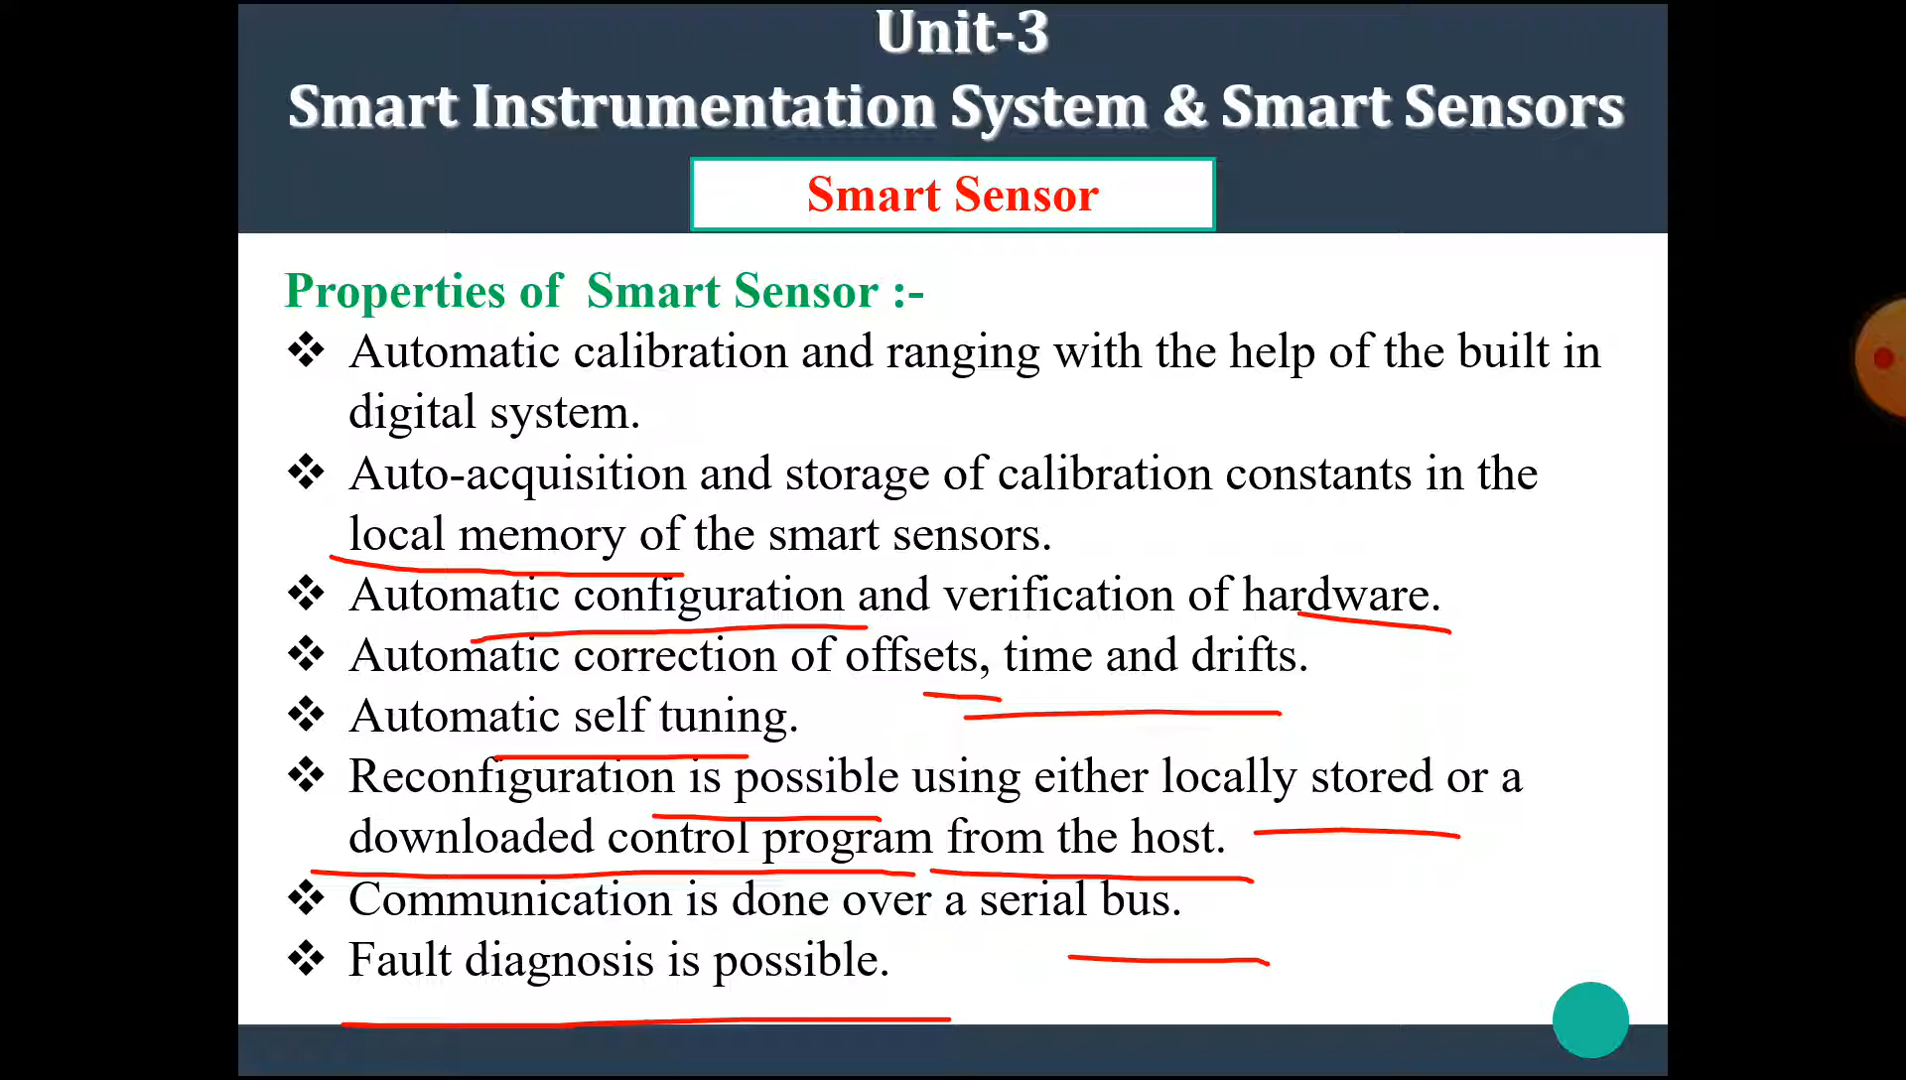 Unit-3
Smart Instrumentation System & Smart Sensors
Smart Sensor
Properties of Smart Sensor :-
❖ Automatic calibration and ranging with the help of the built in
digital system.
❖ Auto-acquisition and storage of calibration constants in the
local memory of the smart sensors.
❖ Automatic configuration and verification of hardware.
❖ Automatic correction of offsets, time and drifts.
❖ Automatic self tuning.
❖ Reconfiguration is possible using either locally stored or a
downloaded control program from the host.
❖ Communication is done over a serial bus.
❖ Fault diagnosis is possible.